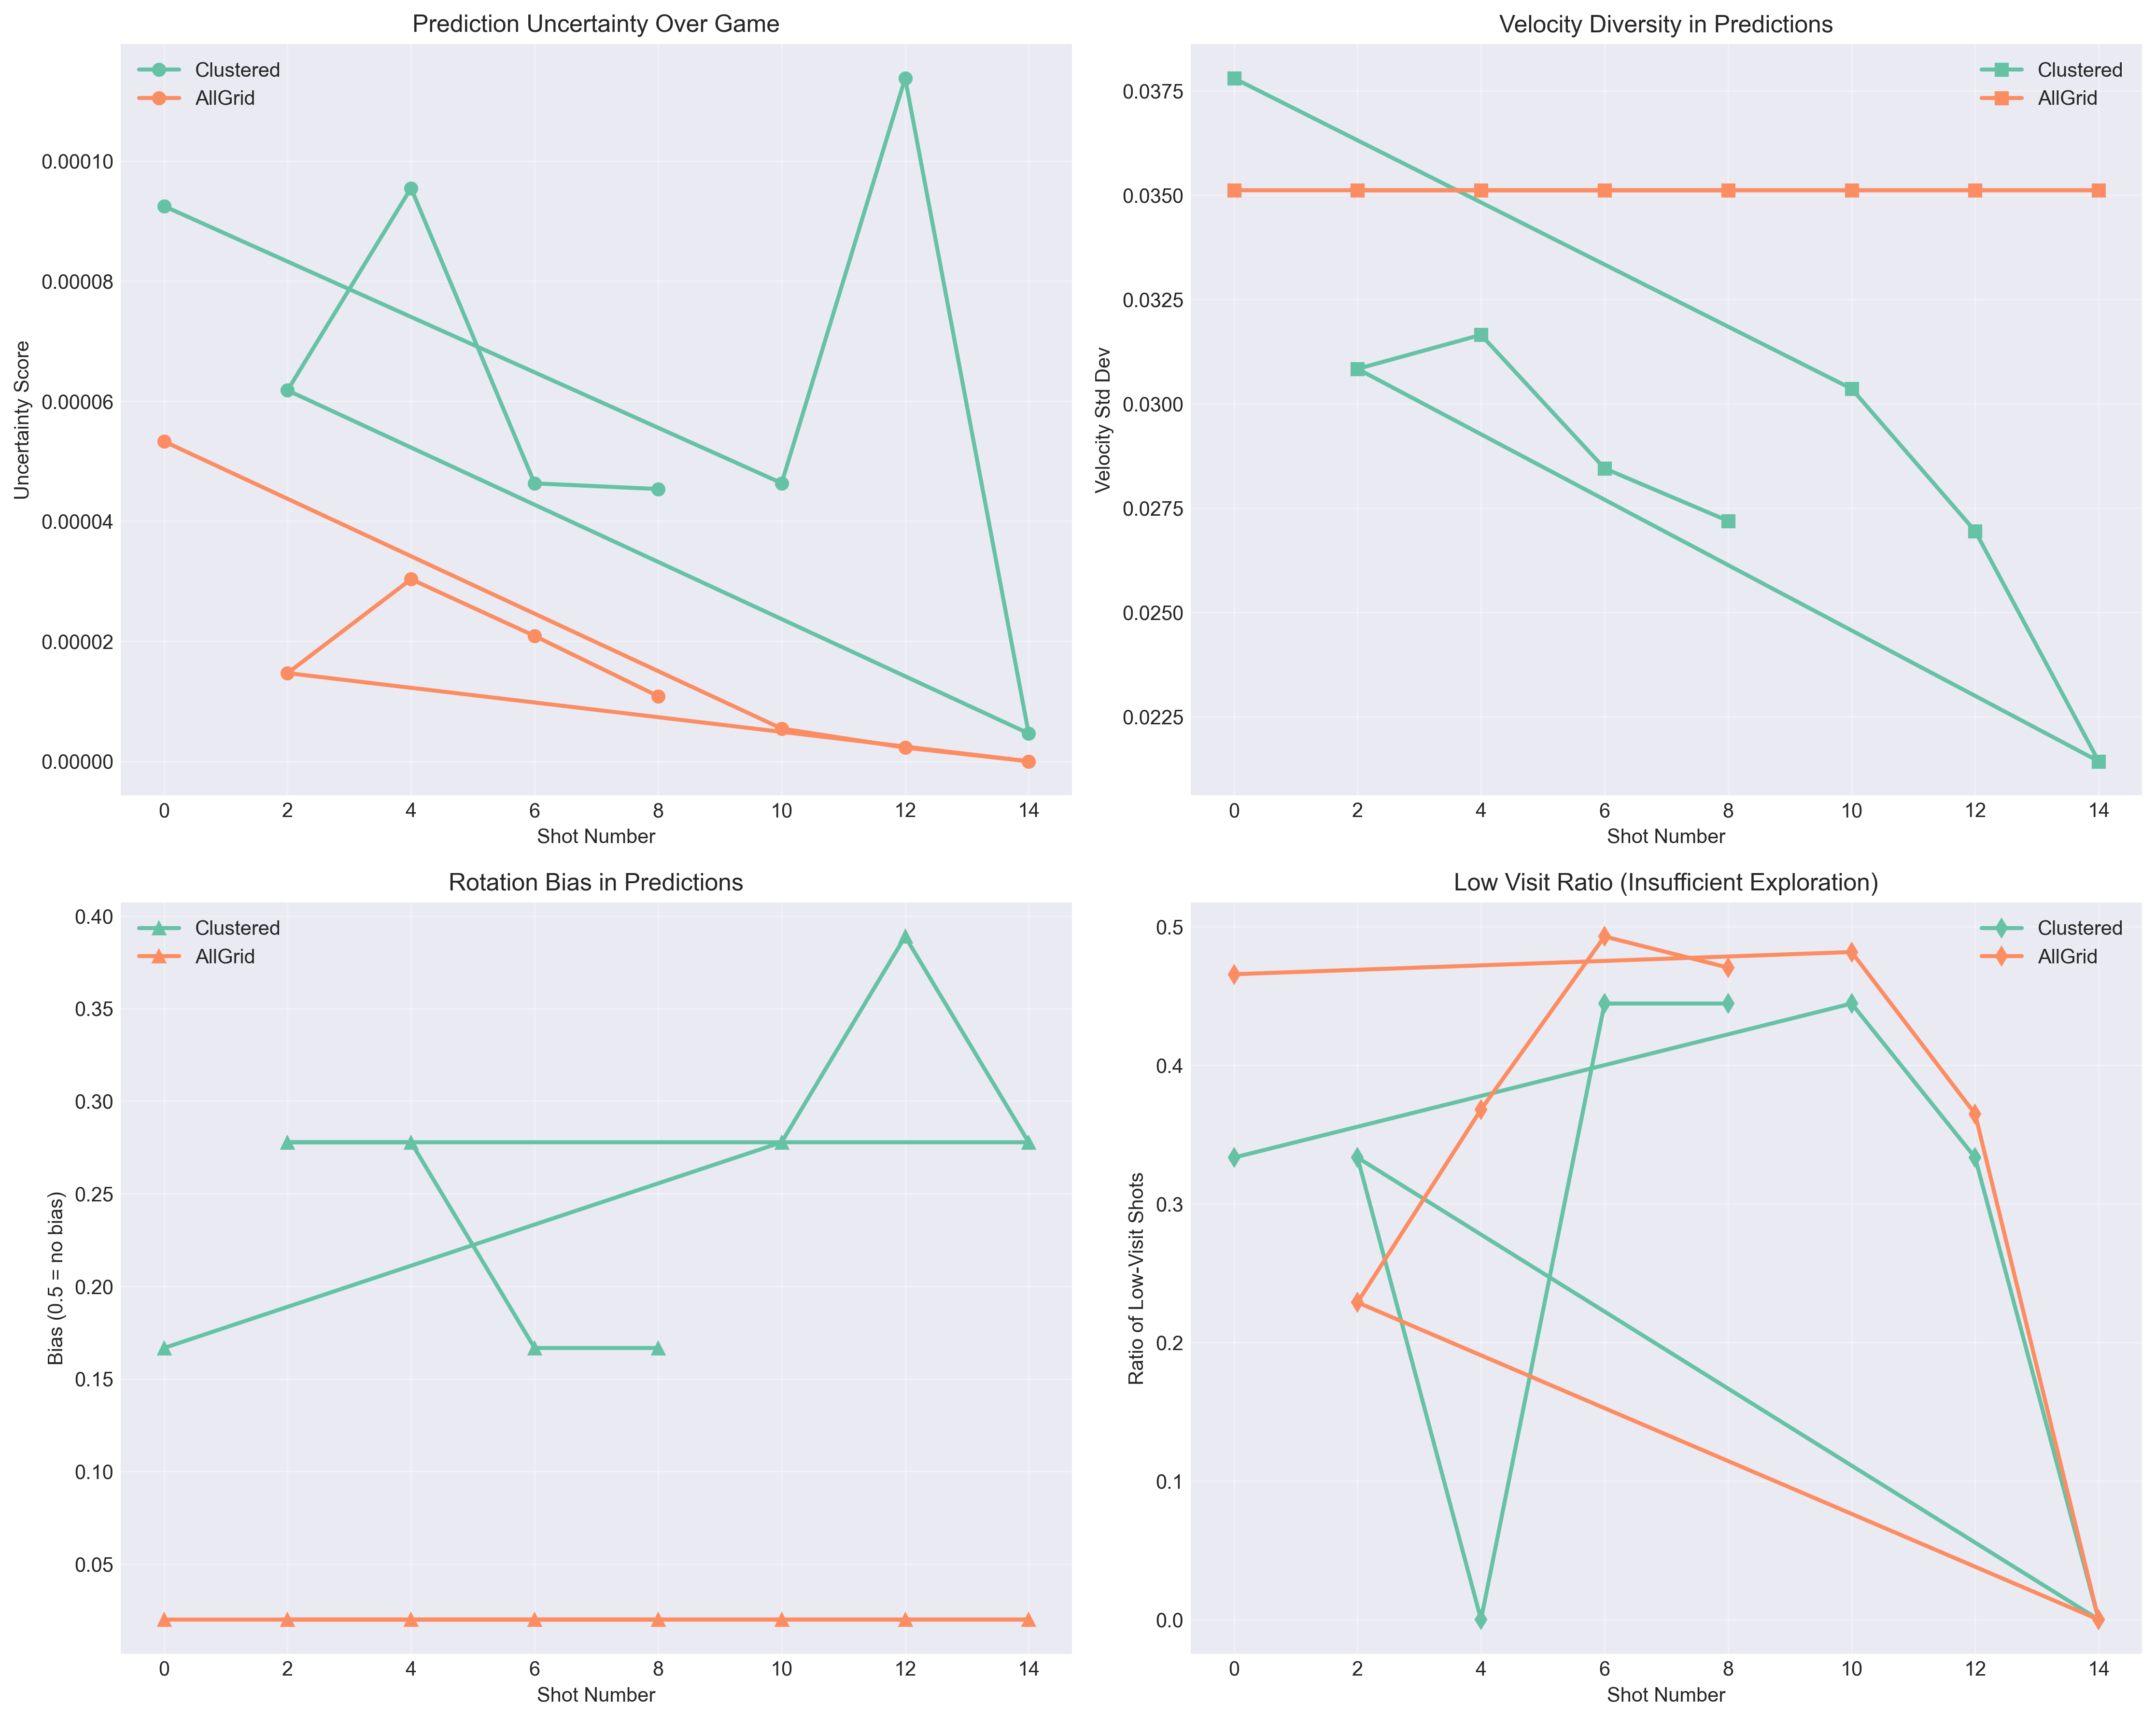 Prediction Uncertainty Over Game
Clustered
AllGrid
0.00010
0.00008
0.00006
0.00004
0.00002
0.00000
Uncertainty Score
0 2 4 6 8 10 12 14
Shot Number
Velocity Diversity in Predictions
Clustered
AllGrid
0.0375
0.0350
0.0325
0.0300
0.0275
0.0250
0.0225
Velocity Std Dev
0 2 4 6 8 10 12 14
Shot Number
Rotation Bias in Predictions
Clustered
AllGrid
0.40
0.35
0.30
0.25
0.20
0.15
0.10
0.05
Bias (0.5 = no bias)
0 2 4 6 8 10 12 14
Shot Number
Low Visit Ratio (Insufficient Exploration)
Clustered
AllGrid
0.5
0.4
0.3
0.2
0.1
0.0
Ratio of Low-Visit Shots
0 2 4 6 8 10 12 14
Shot Number